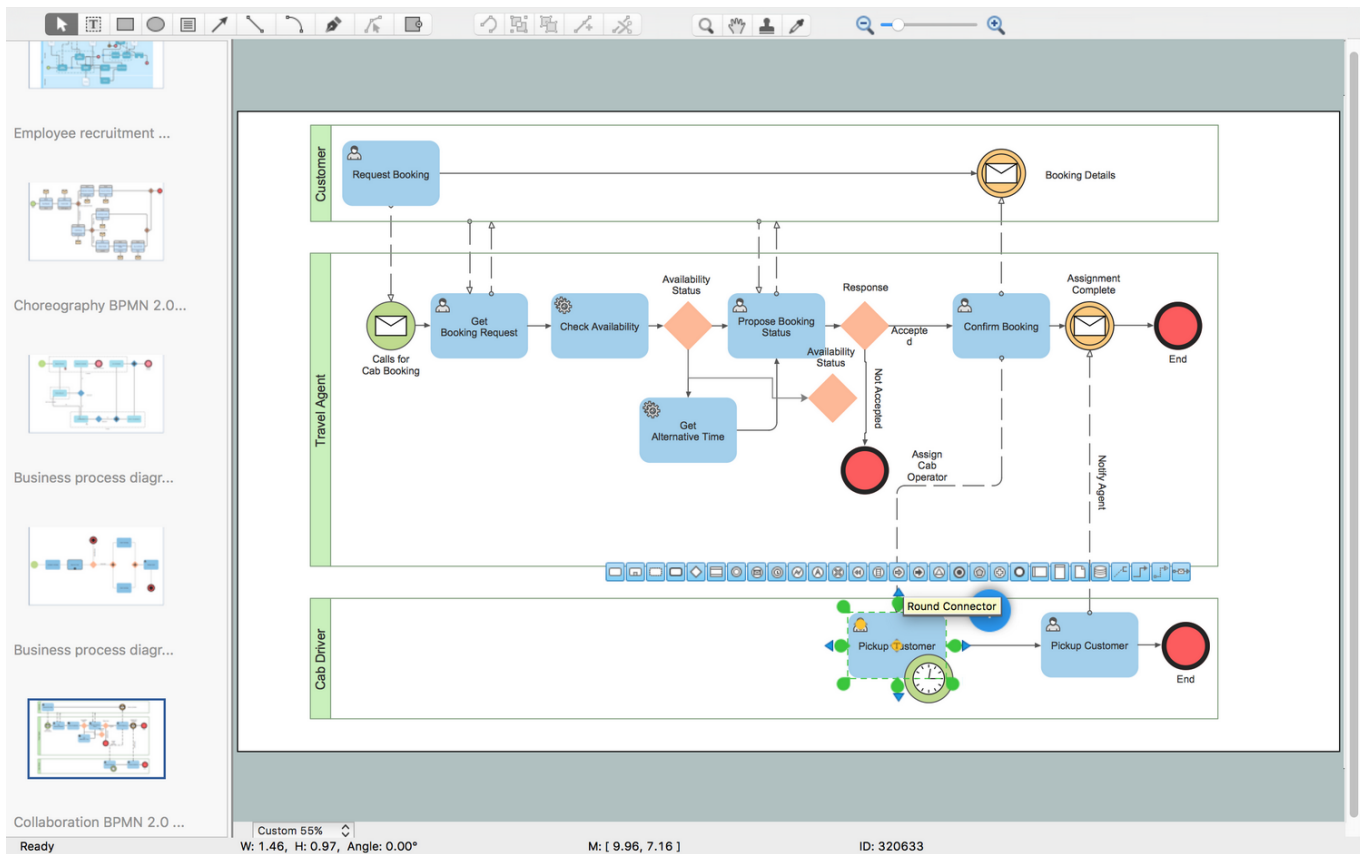 Employee recruitment ...
Choreography BPMN 2.0...
Business process diagr...
Business process diagr...
Collaboration BPMN 2.0 ...
Customer
Request Booking
Booking Details
Travel Agent
Calls for
Cab Booking
Get
Booking Request
Check Availability
Availability
Status
Get
Alternative Time
Propose Booking
Status
Availability
Status
Response
Accepte
d
Not Accepted
Confirm Booking
Assignment
Complete
End
Assign
Cab
Operator
Notify Agent
Round Connector
Cab Driver
Pickup Customer
Pickup Customer
End
Custom 55%
Ready
W: 1.46, H: 0.97, Angle: 0.00°
M: [ 9.96, 7.16 ]
ID: 320633